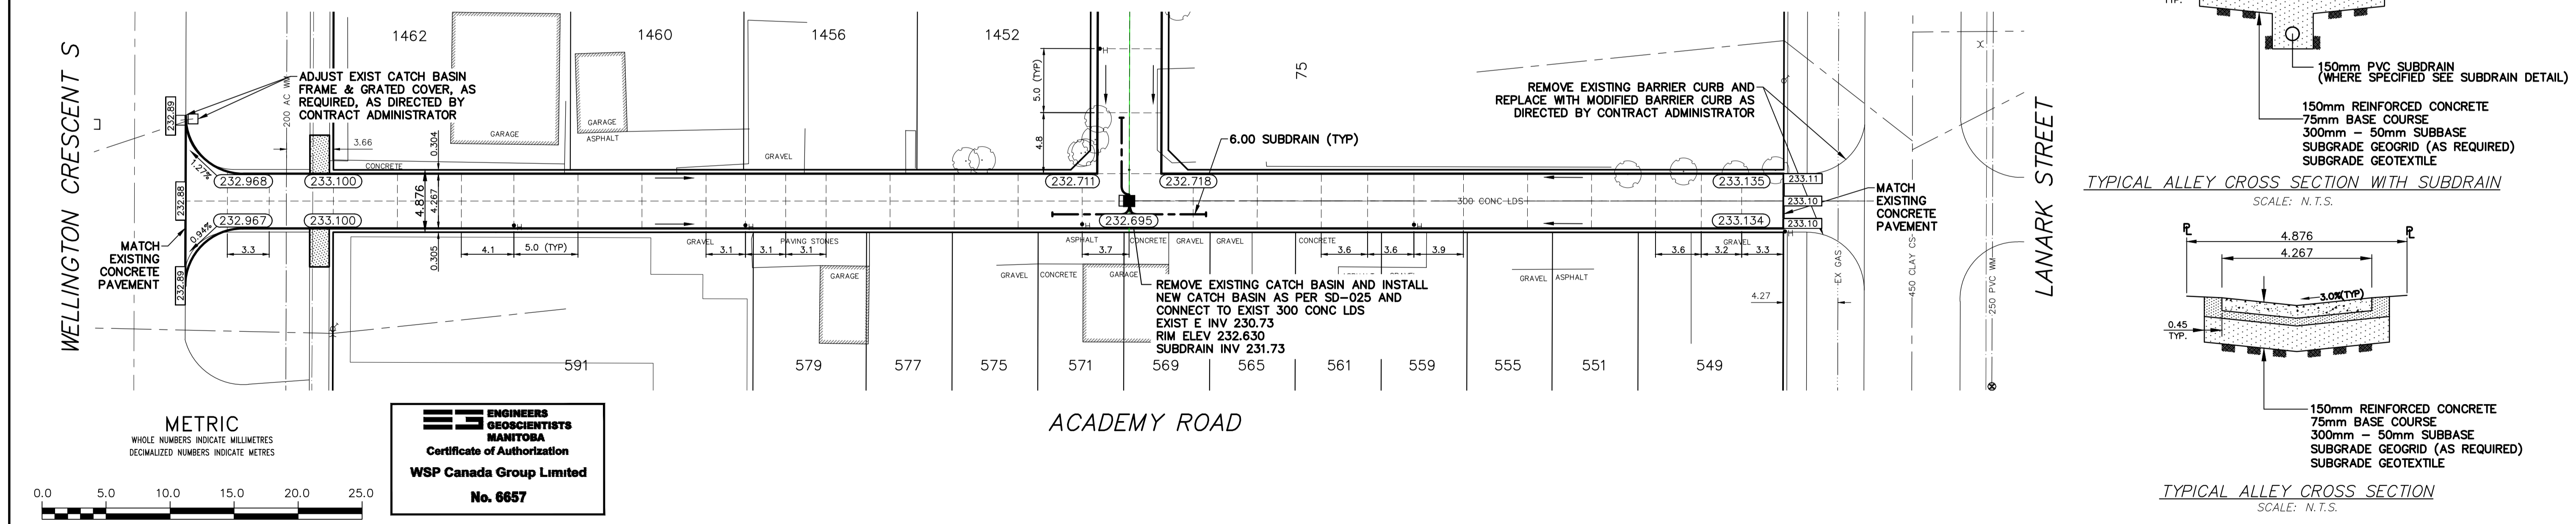 WELLINGTON CRESCENT S
1462
1460
1456
1452
75
ADJUST EXIST CATCH BASIN
FRAME & GRATED COVER, AS
REQUIRED, AS DIRECTED BY
CONTRACT ADMINISTRATOR
200 AC WM
GARAGE
GARAGE
ASPHALT
GRAVEL
CONCRETE
3.66
0.304
5.0 (TYP)
4.8
H
6.00 SUBDRAIN (TYP)
REMOVE EXISTING BARRIER CURB AND
REPLACE WITH MODIFIED BARRIER CURB AS
DIRECTED BY CONTRACT ADMINISTRATOR
232.89
1.27%
232.88
0.94%
232.89
232.968
233.100
4.876
4.267
232.711
232.718
233.135
233.11
232.967
233.100
232.695
300 CONC LDS
233.134
233.10
233.10
MATCH
EXISTING
CONCRETE
PAVEMENT
MATCH
EXISTING
CONCRETE
PAVEMENT
3.3
0.305
4.1
H
5.0 (TYP)
GRAVEL
3.1
H
3.1
PAVING STONES
3.1
ASPHALT
H
3.7
CONCRETE
GRAVEL
GRAVEL
CONCRETE
3.6
3.6
H
3.9
3.6
GRAVEL
3.2
3.3
H
GARAGE
GRAVEL
CONCRETE
GARAGE
GRAVEL
ASPHALT
REMOVE EXISTING CATCH BASIN AND INSTALL
NEW CATCH BASIN AS PER SD-025 AND
CONNECT TO EXIST 300 CONC LDS
EXIST E INV 230.73
RIM ELEV 232.630
SUBDRAIN INV 231.73
4.27
EX GAS
450 CLAY CS
250 PVC WM
LANARK STREET
591
579
577
575
571
569
565
561
559
555
551
549
ACADEMY ROAD
METRIC
WHOLE NUMBERS INDICATE MILLIMETRES
DECIMALIZED NUMBERS INDICATE METRES
0.0 5.0 10.0 15.0 20.0 25.0
ENGINEERS
GEOSCIENTISTS
MANITOBA
Certificate of Authorization
WSP Canada Group Limited
No. 6657
150mm PVC SUBDRAIN
(WHERE SPECIFIED SEE SUBDRAIN DETAIL)
150mm REINFORCED CONCRETE
75mm BASE COURSE
300mm - 50mm SUBBASE
SUBGRADE GEOGRID (AS REQUIRED)
SUBGRADE GEOTEXTILE
TYPICAL ALLEY CROSS SECTION WITH SUBDRAIN
SCALE: N.T.S.
4.876
4.267
3.0%(TYP)
0.45
TYP.
150mm REINFORCED CONCRETE
75mm BASE COURSE
300mm - 50mm SUBBASE
SUBGRADE GEOGRID (AS REQUIRED)
SUBGRADE GEOTEXTILE
TYPICAL ALLEY CROSS SECTION
SCALE: N.T.S.